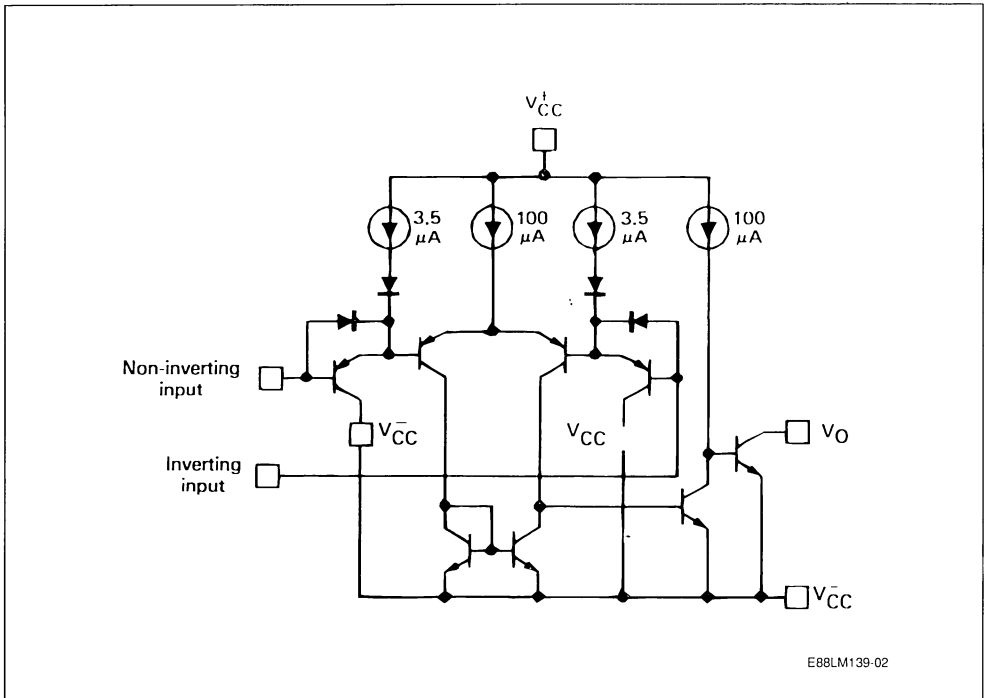 V⁺CC
3.5 μA
100 μA
3.5 μA
100 μA
Non-inverting
input
V⁻CC
VCC
VO
Inverting
input
V⁻CC
E88LM139-02